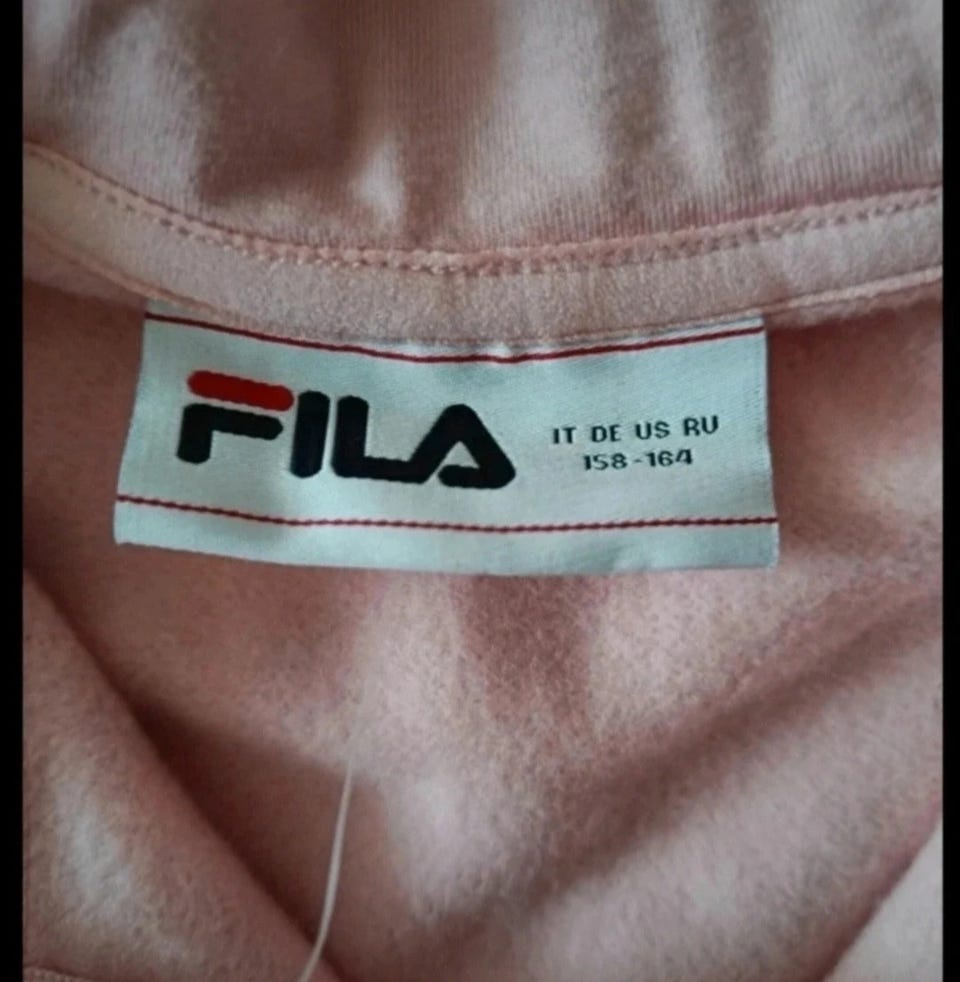 FILA
IT DE US RU
158-164